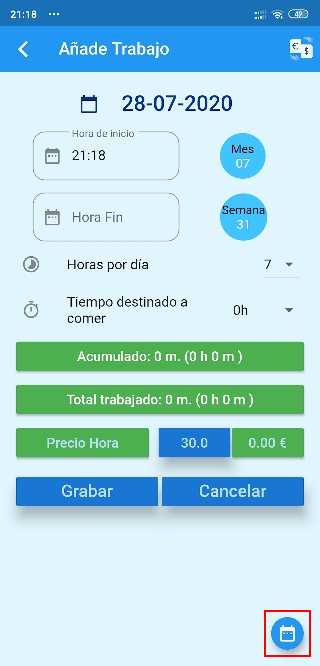 21:18 ... 49
Añade Trabajo
28-07-2020
Hora de inicio
21:18
Mes
07
Hora Fin
Semana
31
Horas por día 7
Tiempo destinado a
comer
0h
Acumulado: 0 m. (0 h 0 m )
Total trabajado: 0 m. (0 h 0 m )
Precio Hora 30.0 0.00 €
Grabar Cancelar